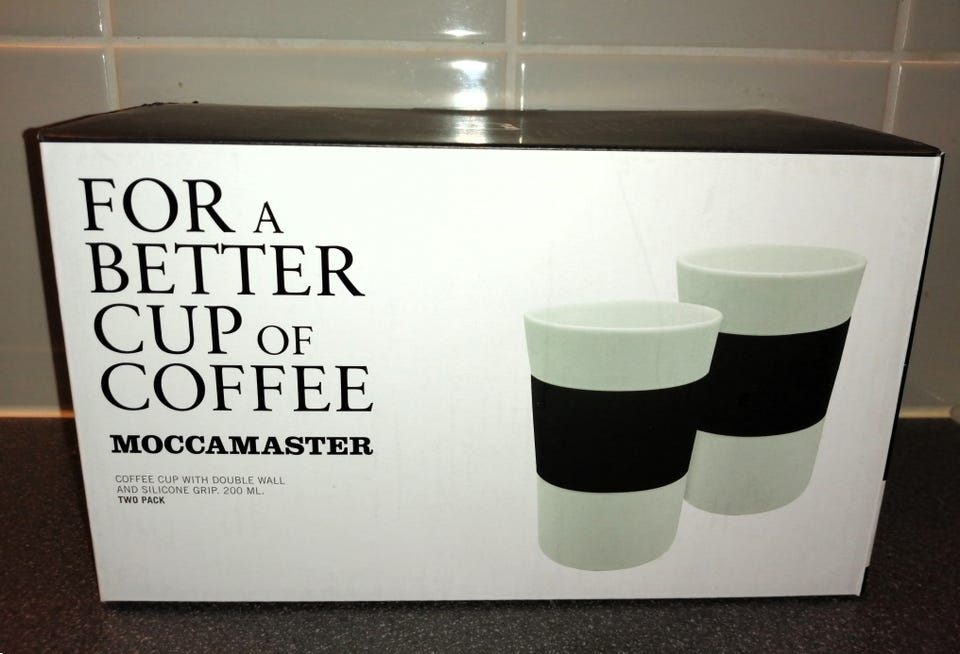 FOR A
BETTER
CUP OF
COFFEE
MOCCAMASTER
COFFEE CUP WITH DOUBLE WALL
AND SILICONE GRIP. 200 ML.
TWO PACK